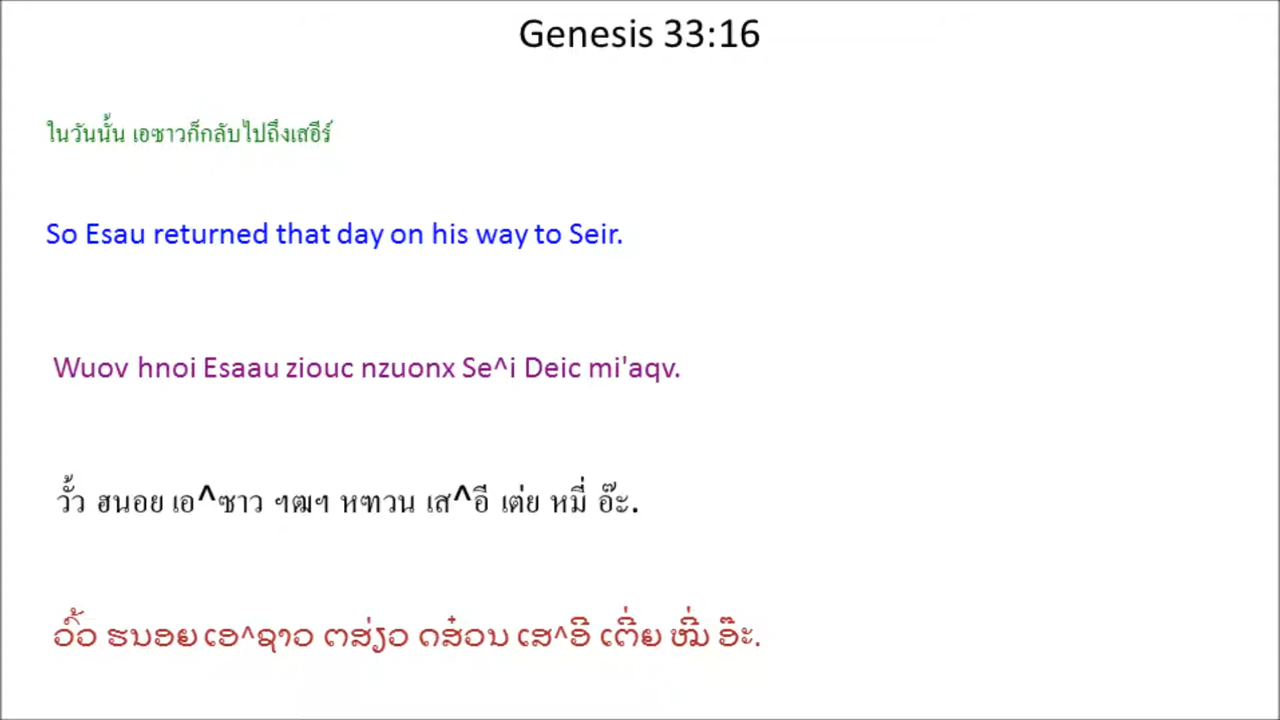 Genesis 33:16
ในวันนั้น เอซาวก็กลับไปถึงเสอีร์
So Esau returned that day on his way to Seir.
Wuov hnoi Esaau ziouc nzuonx Se^i Deic mi'aqv.
วั้ว ฮนอย เอ^ซาว ฯฒฯ หฑวน เส^อี เต่ย หมี่ อ๊ะ.
ວົ້ວ ຮນອຍ ເອ^ຊາວ ຕສ່ຽວ ດສ໋ວນ ເສ^ອີ ເຕີ່ຍ ໝີ່ ອ໊ະ.